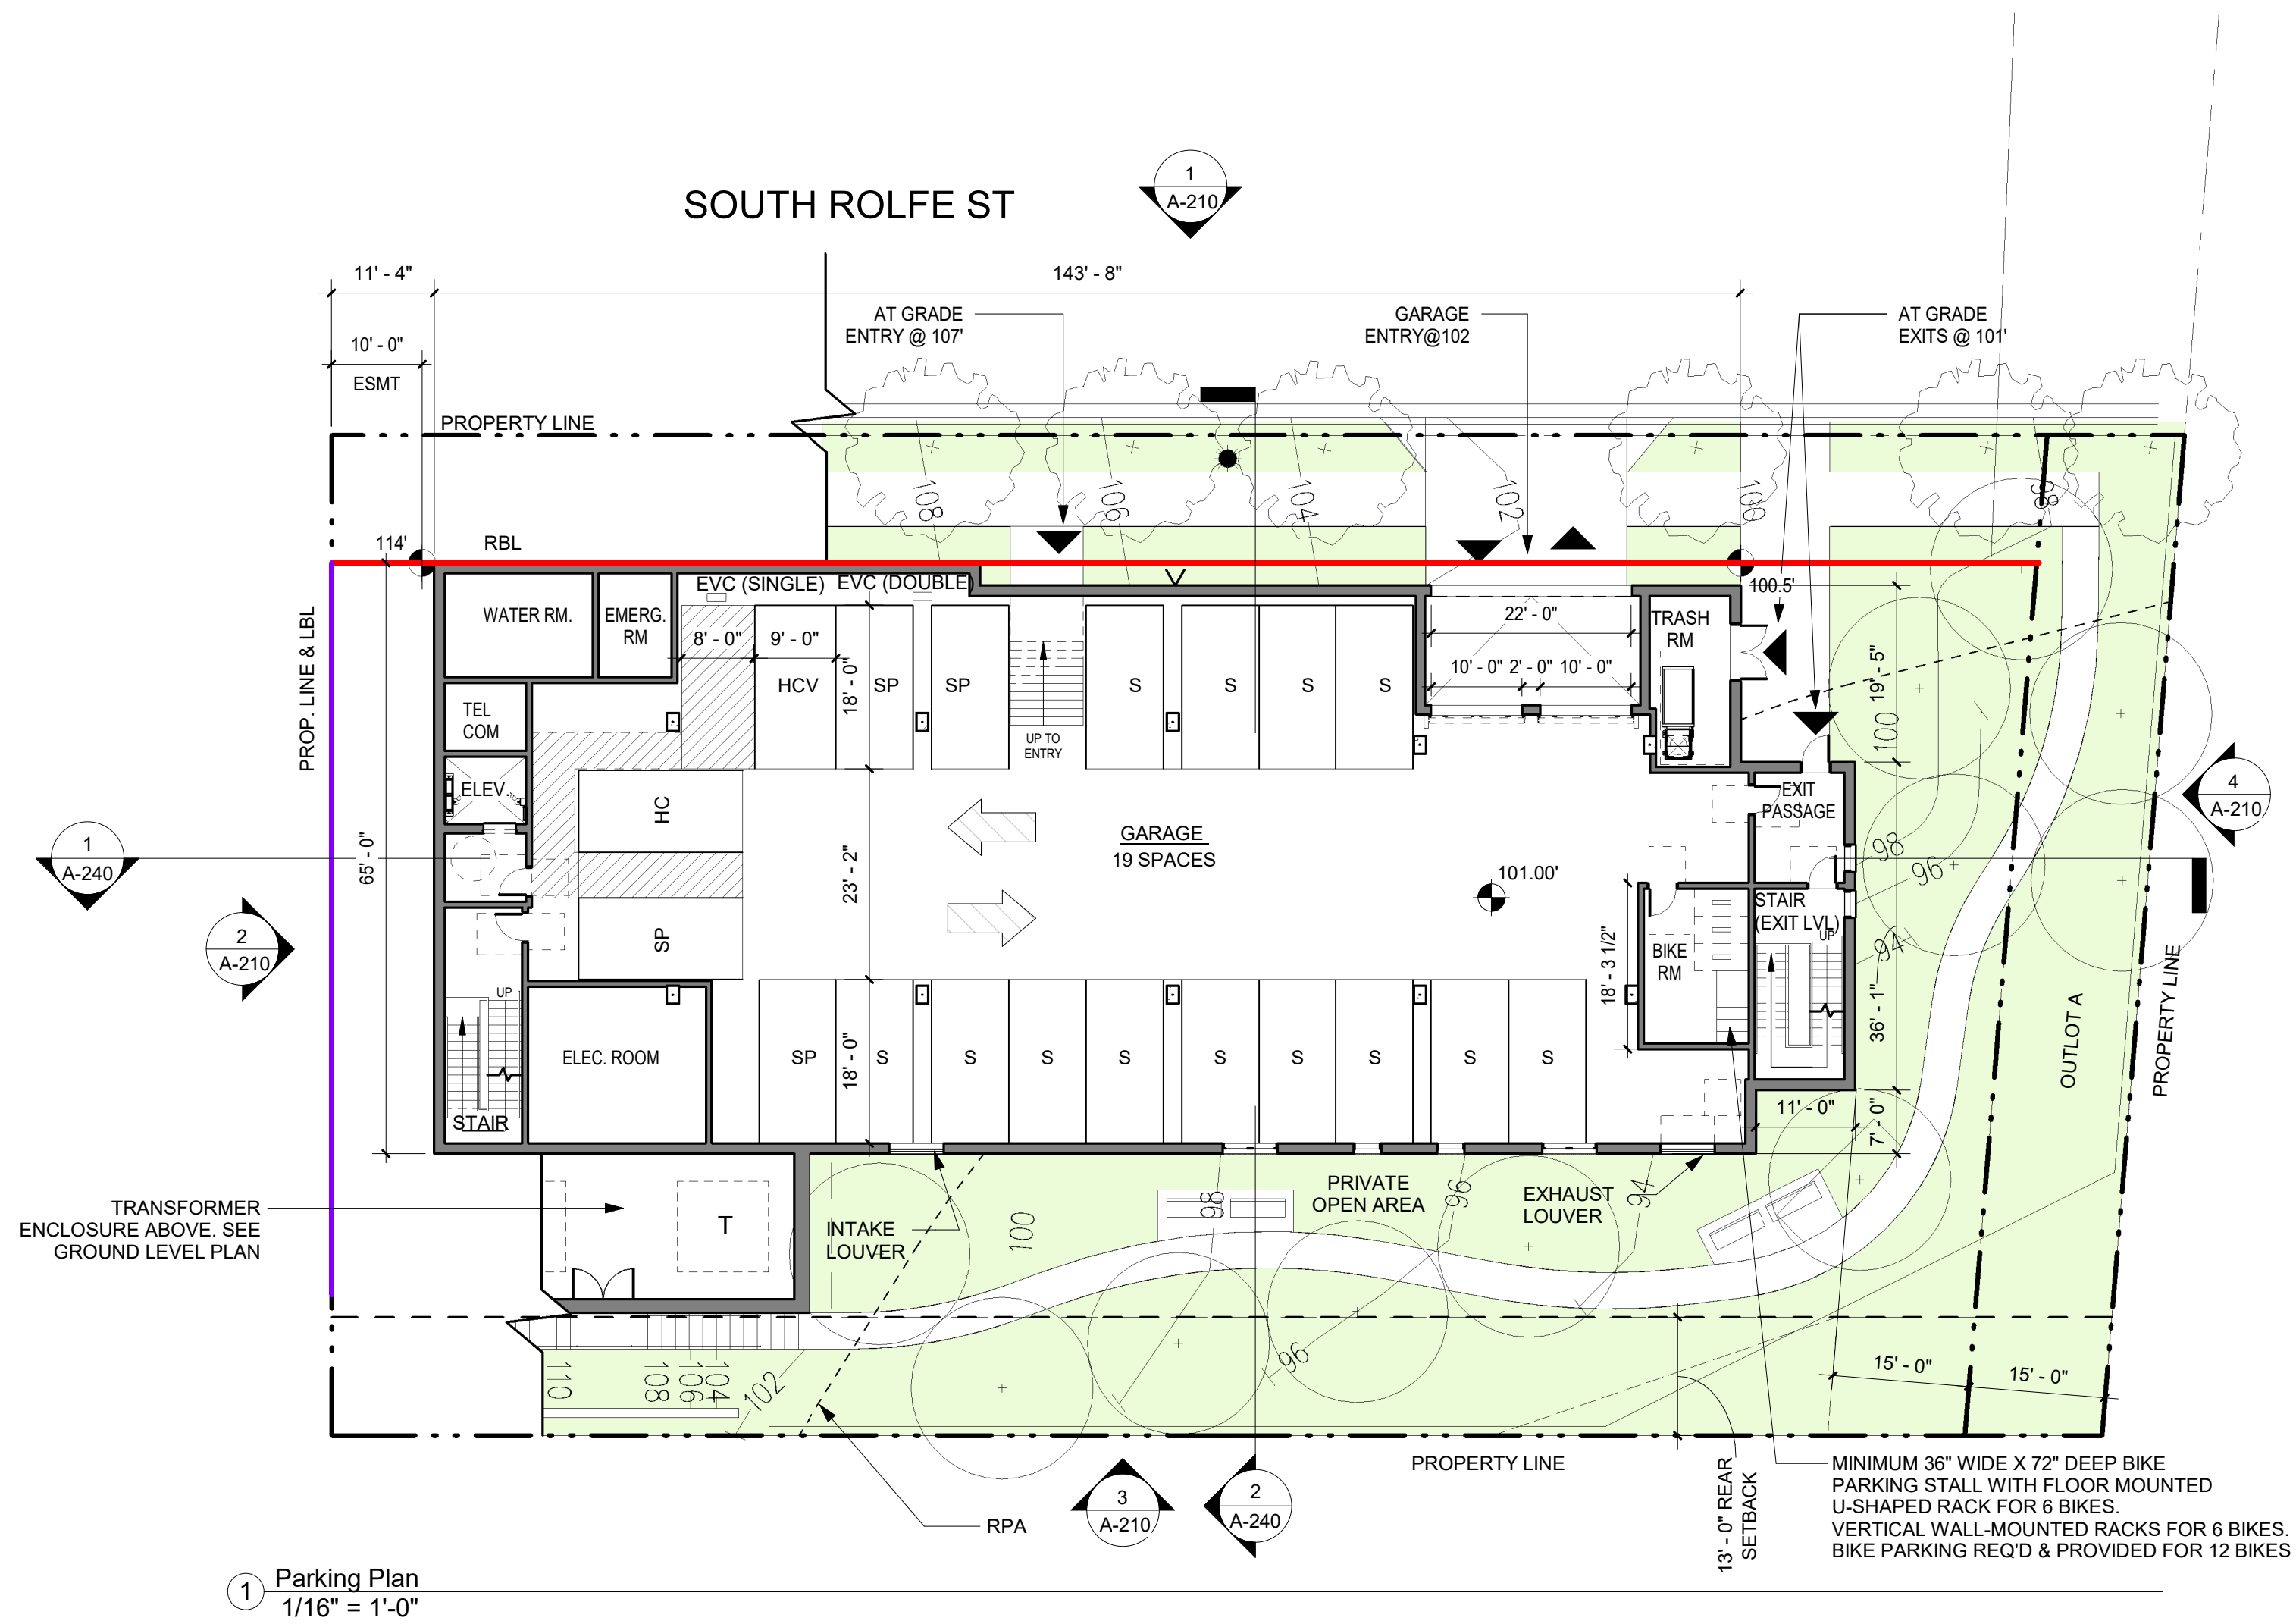 SOUTH ROLFE ST
1
A-210
11' - 4"
143' - 8"
AT GRADE
ENTRY @ 107'
GARAGE
ENTRY@102
AT GRADE
EXITS @ 101'
10' - 0"
ESMT
PROPERTY LINE
108
106
104
102
100
98
114'
RBL
100.5'
EVC (SINGLE)
EVC (DOUBLE)
WATER RM.
EMERG.
RM
8' - 0"
9' - 0"
18' - 0"
HCV
SP
SP
S
S
S
S
22' - 0"
10' - 0"
2' - 0"
10' - 0"
TRASH
RM
19' - 5"
100
PROP. LINE & LBL
TEL
COM
UP TO
ENTRY
ELEV.
HC
GARAGE
19 SPACES
EXIT
PASSAGE
4
A-210
1
A-240
65' - 0"
23' - 2"
101.00'
98
96
94
2
A-210
SP
STAIR
(EXIT LVL)
UP
BIKE
RM
18' - 3 1/2"
36' - 1"
OUTLOT A
PROPERTY LINE
UP
STAIR
ELEC. ROOM
18' - 0"
SP
S
S
S
S
S
S
S
S
S
11' - 0"
7' - 0"
TRANSFORMER
ENCLOSURE ABOVE. SEE
GROUND LEVEL PLAN
T
INTAKE
LOUVER
100
98
PRIVATE
OPEN AREA
96
EXHAUST
LOUVER
94
110
108
106
104
102
96
15' - 0"
15' - 0"
PROPERTY LINE
13' - 0" REAR
SETBACK
RPA
3
A-210
2
A-240
MINIMUM 36" WIDE X 72" DEEP BIKE
PARKING STALL WITH FLOOR MOUNTED
U-SHAPED RACK FOR 6 BIKES.
VERTICAL WALL-MOUNTED RACKS FOR 6 BIKES.
BIKE PARKING REQ'D & PROVIDED FOR 12 BIKES
1
Parking Plan
1/16" = 1'-0"